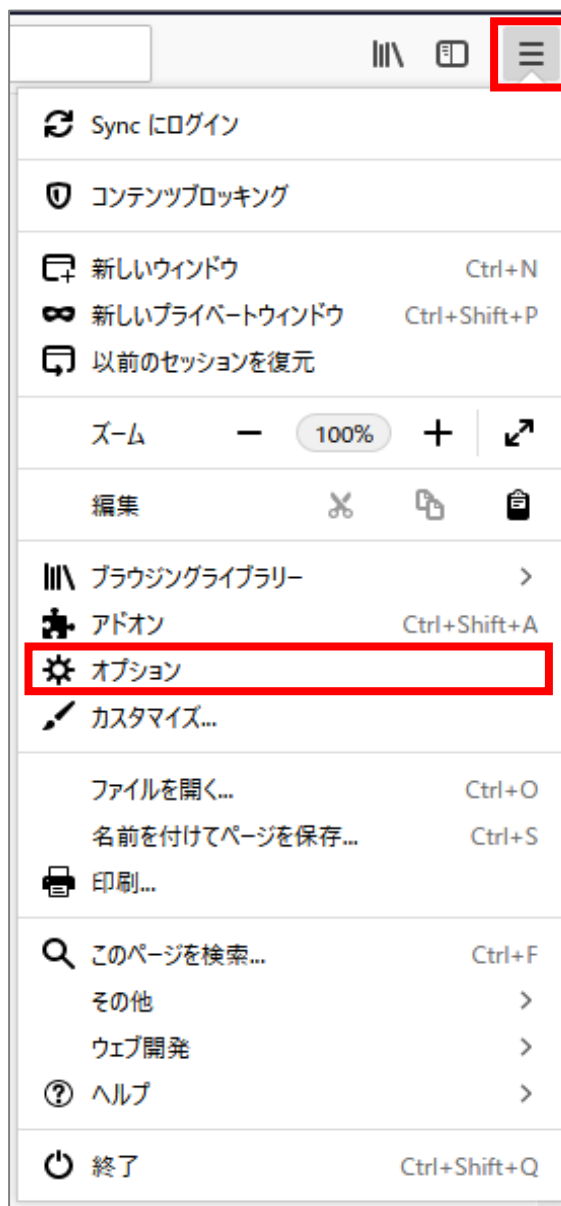 Sync にログイン
コンテンツブロッキング
新しいウィンドウ Ctrl+N
新しいプライベートウィンドウ Ctrl+Shift+P
以前のセッションを復元
ズーム 100%
編集
ブラウジングライブラリー
アドオン Ctrl+Shift+A
オプション
カスタマイズ...
ファイルを開く... Ctrl+O
名前を付けてページを保存... Ctrl+S
印刷...
このページを検索... Ctrl+F
その他
ウェブ開発
ヘルプ
終了 Ctrl+Shift+Q